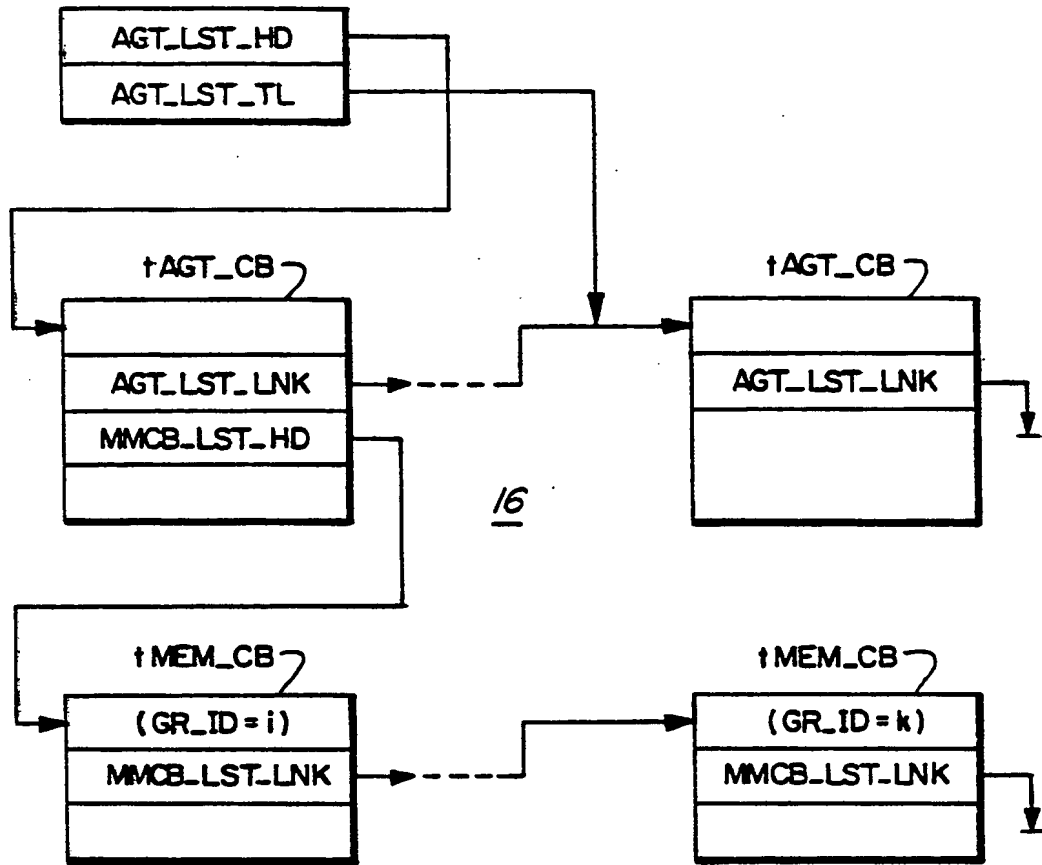 AGT_LST_HD
AGT_LST_TL
tAGT_CB
tAGT_CB
AGT_LST_LNK
AGT_LST_LNK
MMCB_LST_HD
16
tMEM_CB
tMEM_CB
(GR_ID = i)
(GR_ID = k)
MMCB_LST_LNK
MMCB_LST_LNK